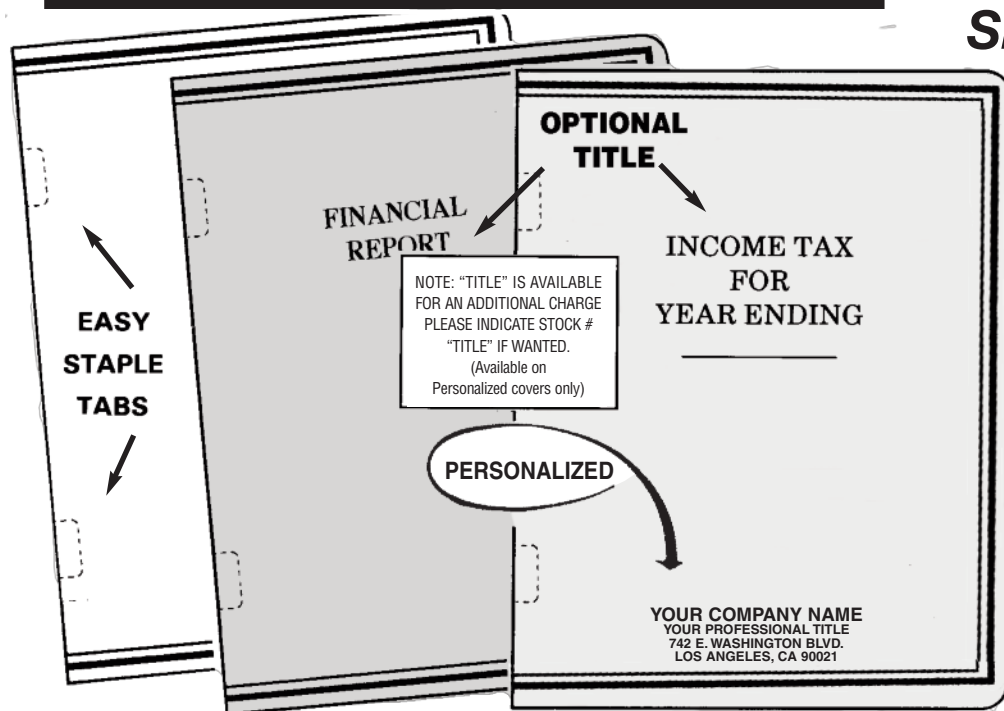 OPTIONAL
TITLE
FINANCIAL
REPORT
INCOME TAX
FOR
YEAR ENDING
NOTE: “TITLE” IS AVAILABLE
FOR AN ADDITIONAL CHARGE
PLEASE INDICATE STOCK #
“TITLE” IF WANTED.
(Available on
Personalized covers only)
EASY
STAPLE
TABS
PERSONALIZED
YOUR COMPANY NAME
YOUR PROFESSIONAL TITLE
742 E. WASHINGTON BLVD.
LOS ANGELES, CA 90021